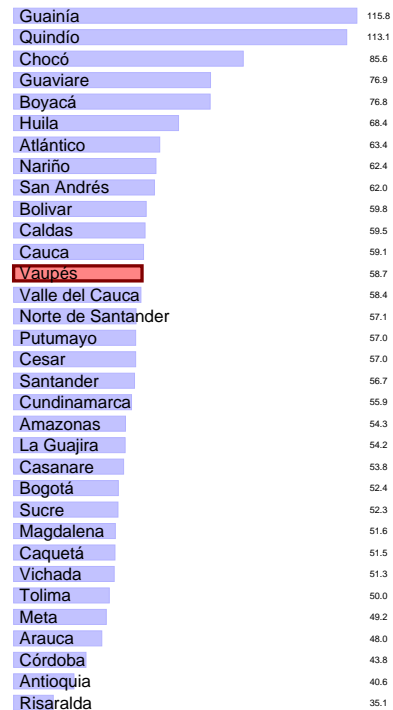 Guainía 115.8
Quindío 113.1
Chocó 85.6
Guaviare 76.9
Boyacá 76.8
Huila 68.4
Atlántico 63.4
Nariño 62.4
San Andrés 62.0
Bolivar 59.8
Caldas 59.5
Cauca 59.1
Vaupés 58.7
Valle del Cauca 58.4
Norte de Santander 57.1
Putumayo 57.0
Cesar 57.0
Santander 56.7
Cundinamarca 55.9
Amazonas 54.3
La Guajira 54.2
Casanare 53.8
Bogotá 52.4
Sucre 52.3
Magdalena 51.6
Caquetá 51.5
Vichada 51.3
Tolima 50.0
Meta 49.2
Arauca 48.0
Córdoba 43.8
Antioquia 40.6
Risaralda 35.1